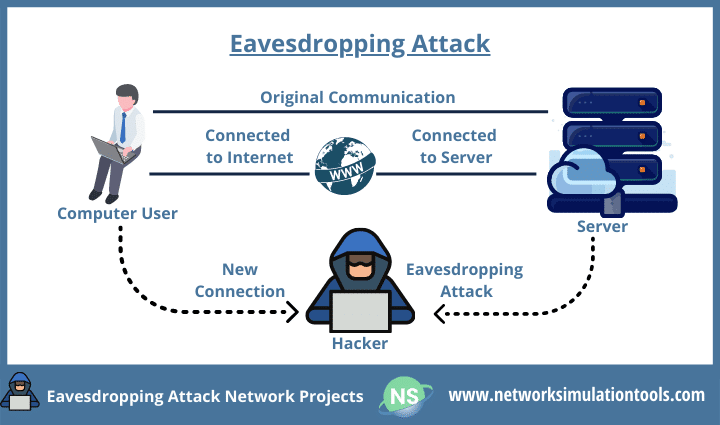 Eavesdropping Attack
Original Communication
Connected
to Internet
Connected
to Server
WWW
Computer User
Server
New
Connection
Eavesdropping
Attack
Hacker
Eavesdropping Attack Network Projects
NS
www.networksimulationtools.com